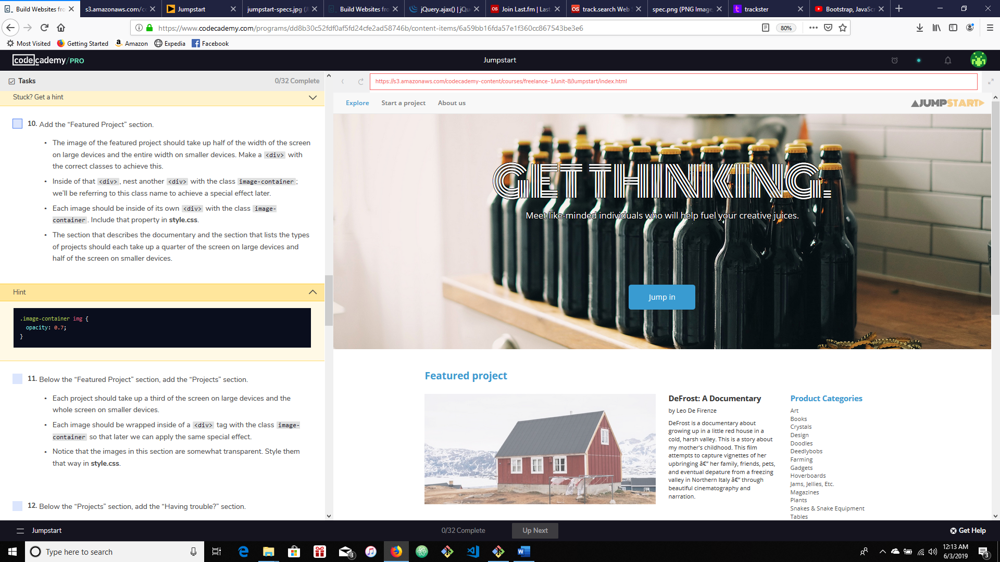 Build Websites fro
s3.amazonaws.com/c
Jumpstart
jumpstart-specs.jpg (J
Build Websites fro
jQuery.ajax() | jQu
Join Last.fm | Last.
track.search Web S
spec.png (PNG Image,
trackster
Bootstrap, JavaSc
https://www.codecademy.com/programs/dd8b30c52fdf0af5fd24cfe2ad58746b/content-items/6a59bb16fda57e1f360cc867543be3e6
80%
Most Visited
Getting Started
Amazon
Expedia
Facebook
codecademy/PRO
Jumpstart
Tasks
0/32 Complete
Stuck? Get a hint
10. Add the “Featured Project” section.
• The image of the featured project should take up half of the width of the screen
on large devices and the entire width on smaller devices. Make a <div> with
the correct classes to achieve this.
• Inside of that <div>, nest another <div> with the class image-container;
we’ll be referring to this class name to achieve a special effect later.
• Each image should be inside of its own <div> with the class image-
container. Include that property in style.css.
• The section that describes the documentary and the section that lists the types
of projects should each take up a quarter of the screen on large devices and
half of the screen on smaller devices.
Hint
.image-container img {
opacity: 0.7;
}
11. Below the “Featured Project” section, add the “Projects” section.
• Each project should take up a third of the screen on large devices and the
whole screen on smaller devices.
• Each image should be wrapped inside of a <div> tag with the class image-
container so that later we can apply the same special effect.
• Notice that the images in this section are somewhat transparent. Style them
that way in style.css.
12. Below the “Projects” section, add the “Having trouble?” section.
https://s3.amazonaws.com/codecademy-content/courses/freelance-1/unit-8/Jumpstart/index.html
Explore
Start a project
About us
JUMPSTART
GET THINKING.
Meet like-minded individuals who will help fuel your creative juices.
Jump in
Featured project
DeFrost: A Documentary
by Leo De Firenze
DeFrost is a documentary about
growing up in a little red house in a
cold, harsh valley. This is a story about
my mother's childhood. This film
attempts to capture vignettes of her
upbringing â€” her family, friends, pets,
and eventual depature from a freezing
valley in Northern Italy â€” through
beautiful cinematography and
narration.
Product Categories
Art
Books
Crystals
Design
Doodles
Deedlybobs
Farming
Gadgets
Hoverboards
Jams, Jellies, Etc.
Magazines
Plants
Snakes & Snake Equipment
Tables
Jumpstart
0/32 Complete
Up Next
Get Help
Type here to search
3
12:13 AM
6/3/2019
3